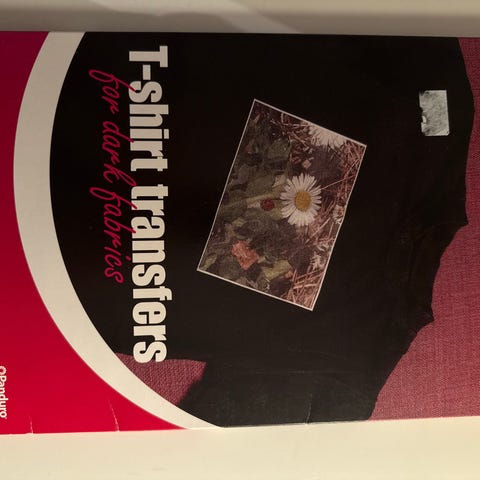 T-shirt transfers
for dark fabrics
Panduro